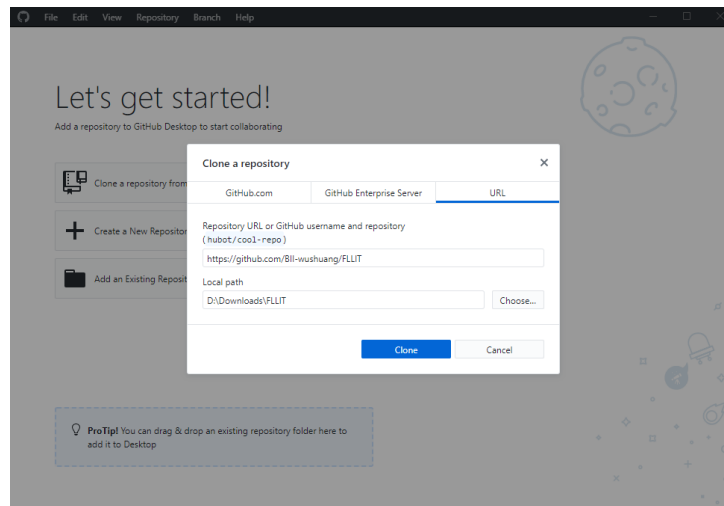 File Edit View Repository Branch Help
Let's get started!
Add a repository to GitHub Desktop to start collaborating
Clone a repository from
Create a New Repositor
Add an Existing Reposit
Clone a repository
GitHub.com GitHub Enterprise Server URL
Repository URL or GitHub username and repository
(hubot/cool-repo)
https://github.com/BII-wushuang/FLLIT
Local path
D:\Downloads\FLLIT
Choose...
Clone Cancel
ProTip! You can drag & drop an existing repository folder here to
add it to Desktop